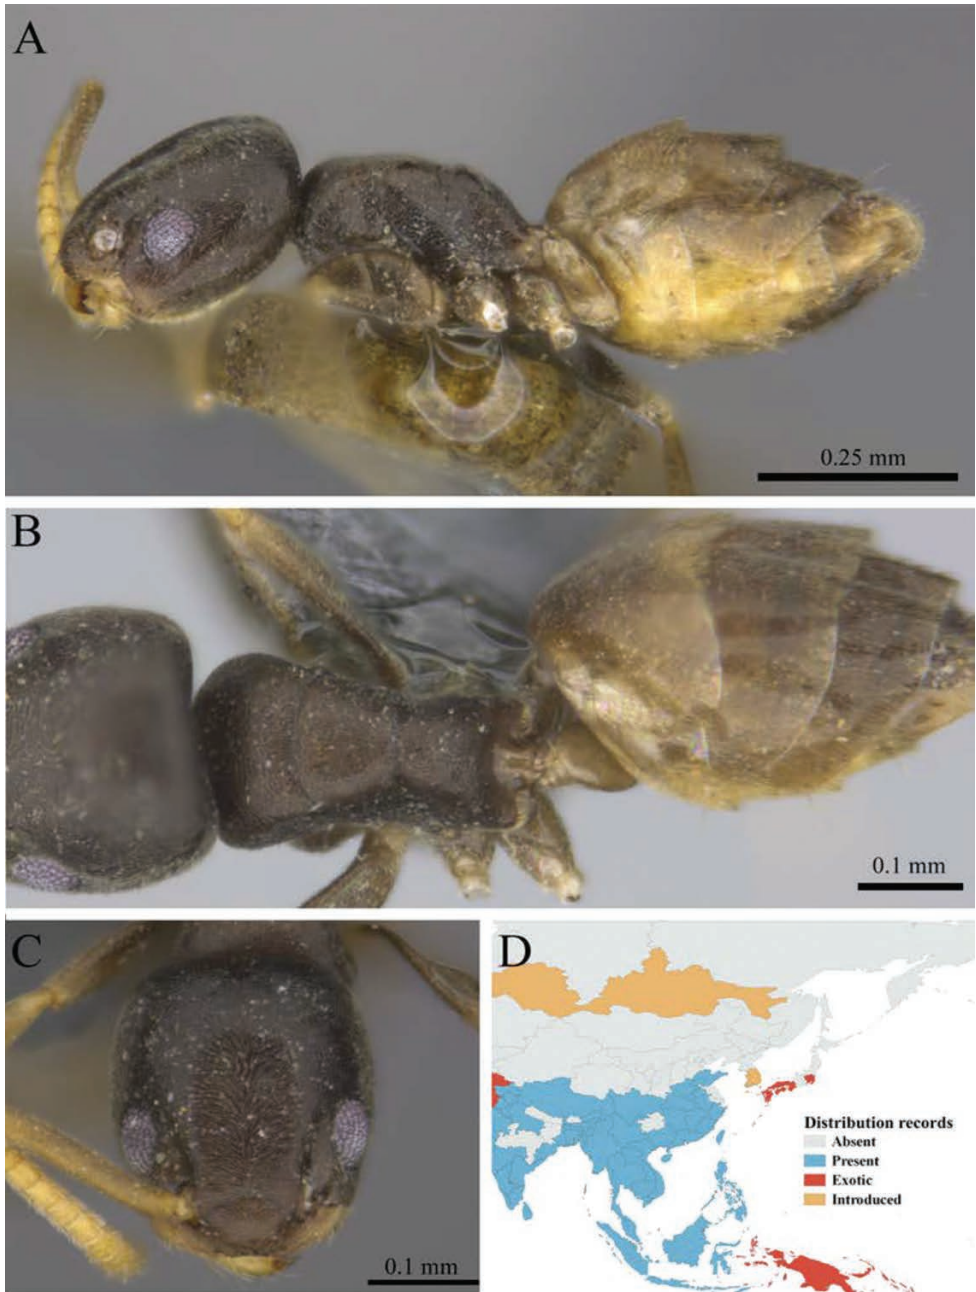 A
0.25 mm
B
0.1 mm
C
0.1 mm
D
Distribution records
Absent
Present
Exotic
Introduced